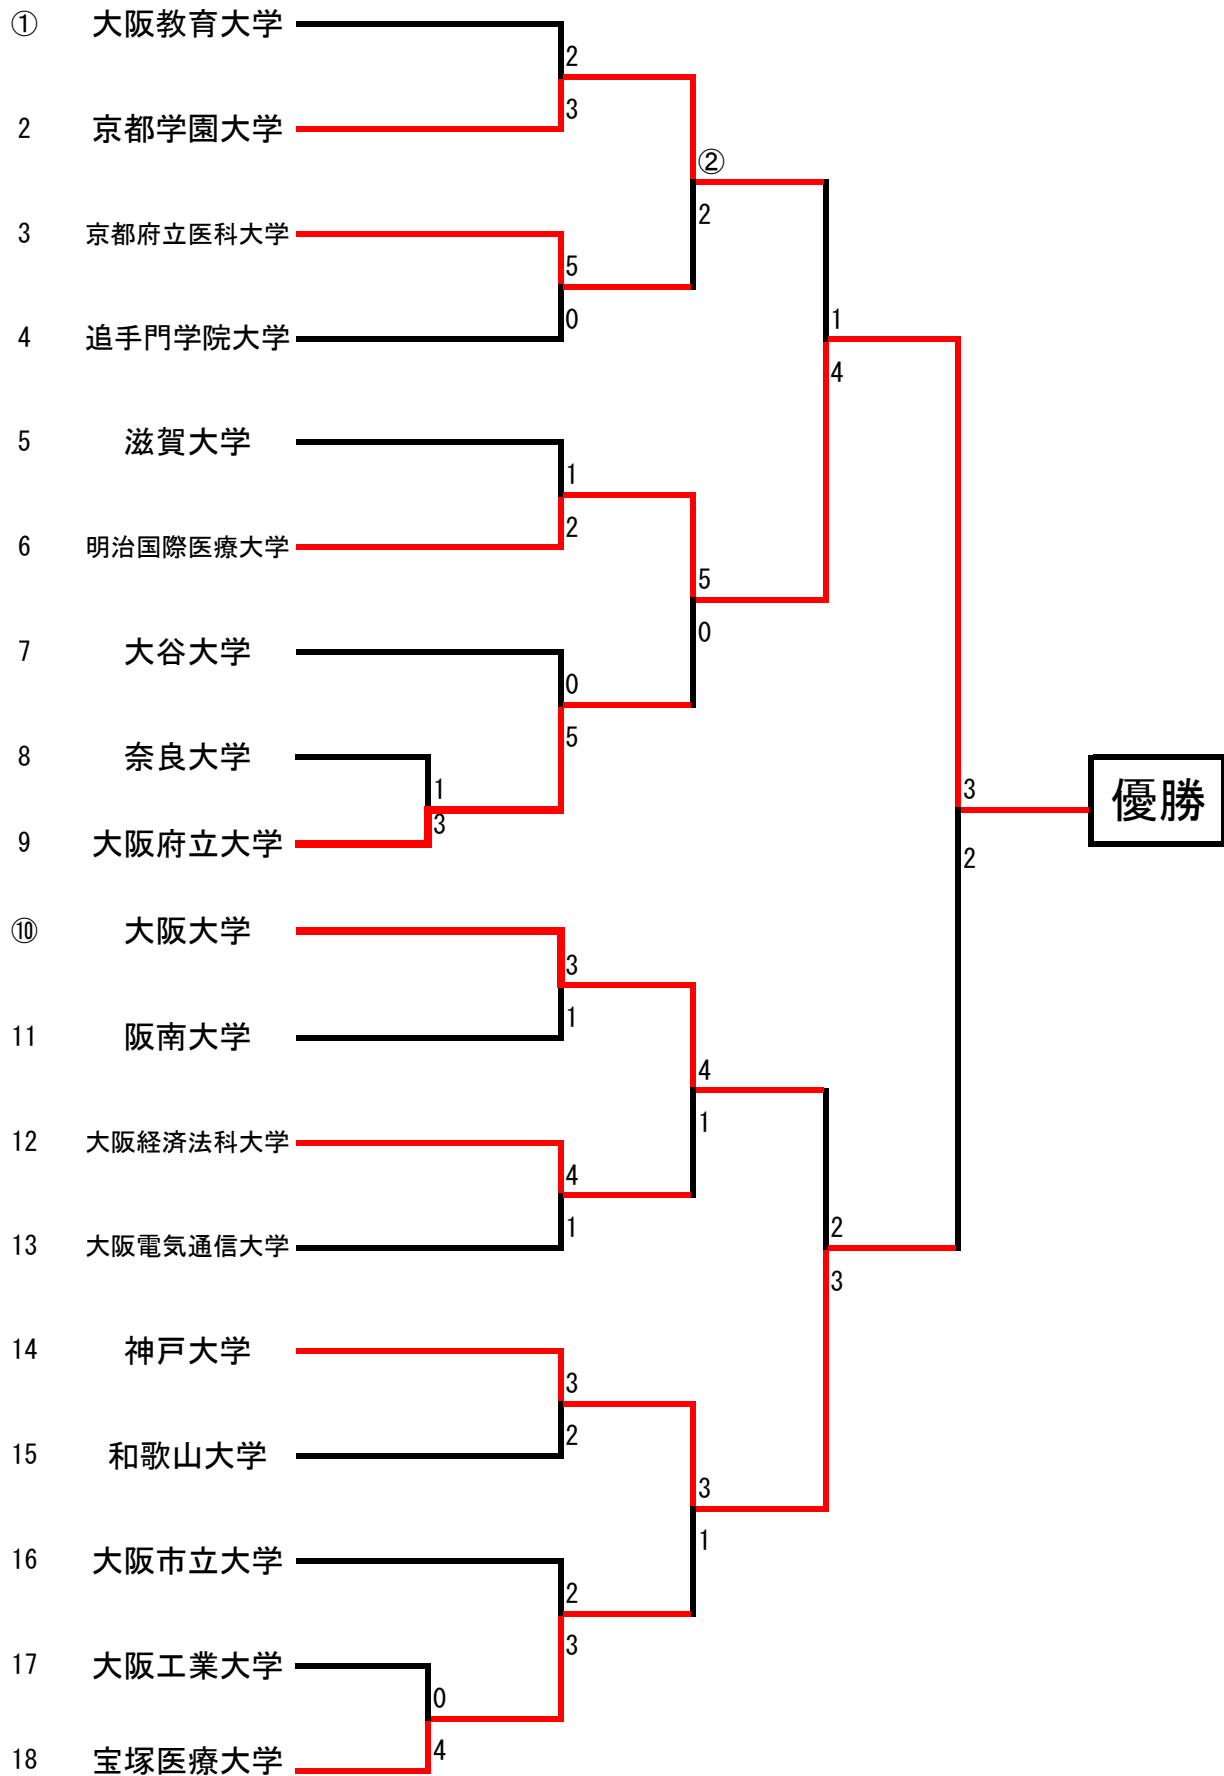 ① 大阪教育大学
2
3
2 京都学園大学
②
2
3 京都府立医科大学
5
0
4 追手門学院大学
1
4
5 滋賀大学
1
2
6 明治国際医療大学
5
0
7 大谷大学
0
5
8 奈良大学
1
3
9 大阪府立大学
3
2
優勝
⑩ 大阪大学
3
1
11 阪南大学
4
1
12 大阪経済法科大学
4
1
13 大阪電気通信大学
2
3
14 神戸大学
3
2
15 和歌山大学
3
1
16 大阪市立大学
2
3
17 大阪工業大学
0
4
18 宝塚医療大学